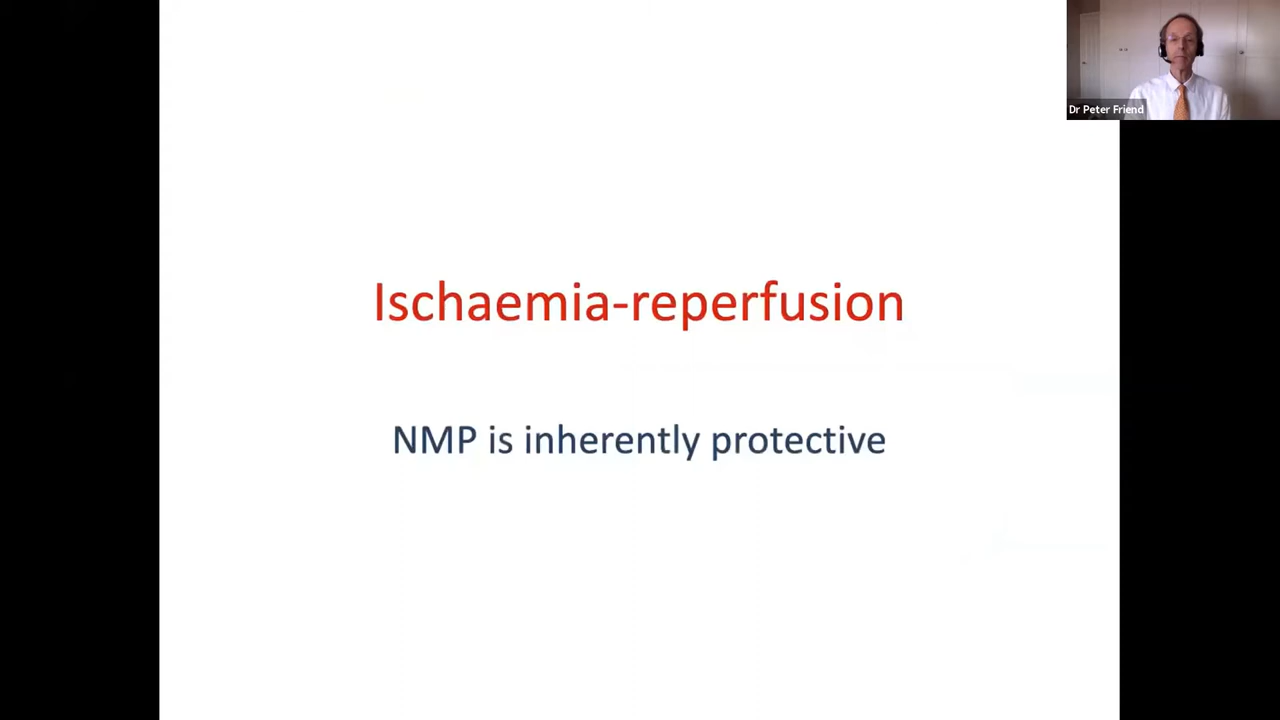 Dr Peter Friend
Ischaemia-reperfusion
NMP is inherently protective